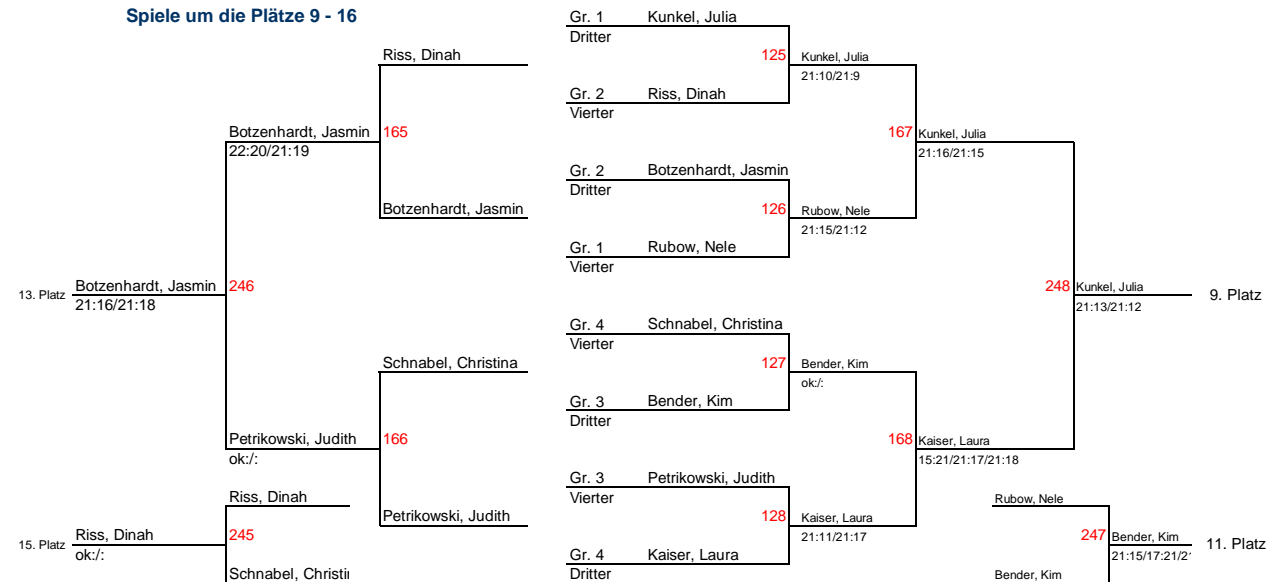 Spiele um die Plätze 9 - 16
Gr. 1 Kunkel, Julia
Dritter
Riss, Dinah
125 Kunkel, Julia
21:10/21:9
Gr. 2 Riss, Dinah
Vierter
Botzenhardt, Jasmin 165
22:20/21:19
167 Kunkel, Julia
21:16/21:15
Gr. 2 Botzenhardt, Jasmin
Dritter
Botzenhardt, Jasmin
126 Rubow, Nele
21:15/21:12
Gr. 1 Rubow, Nele
Vierter
13. Platz Botzenhardt, Jasmin 246
21:16/21:18
248 Kunkel, Julia 9. Platz
21:13/21:12
Gr. 4 Schnabel, Christina
Vierter
Schnabel, Christina
127 Bender, Kim
ok:/:
Gr. 3 Bender, Kim
Dritter
Petrikowski, Judith 166
ok:/:
168 Kaiser, Laura
15:21/21:17/21:18
Gr. 3 Petrikowski, Judith
Vierter
Riss, Dinah
Rubow, Nele
Petrikowski, Judith
128 Kaiser, Laura
21:11/21:17
15. Platz Riss, Dinah 245
ok:/:
247 Bender, Kim 11. Platz
21:15/17:21/
Gr. 4 Kaiser, Laura
Dritter
Schnabel,
Bender, Kim